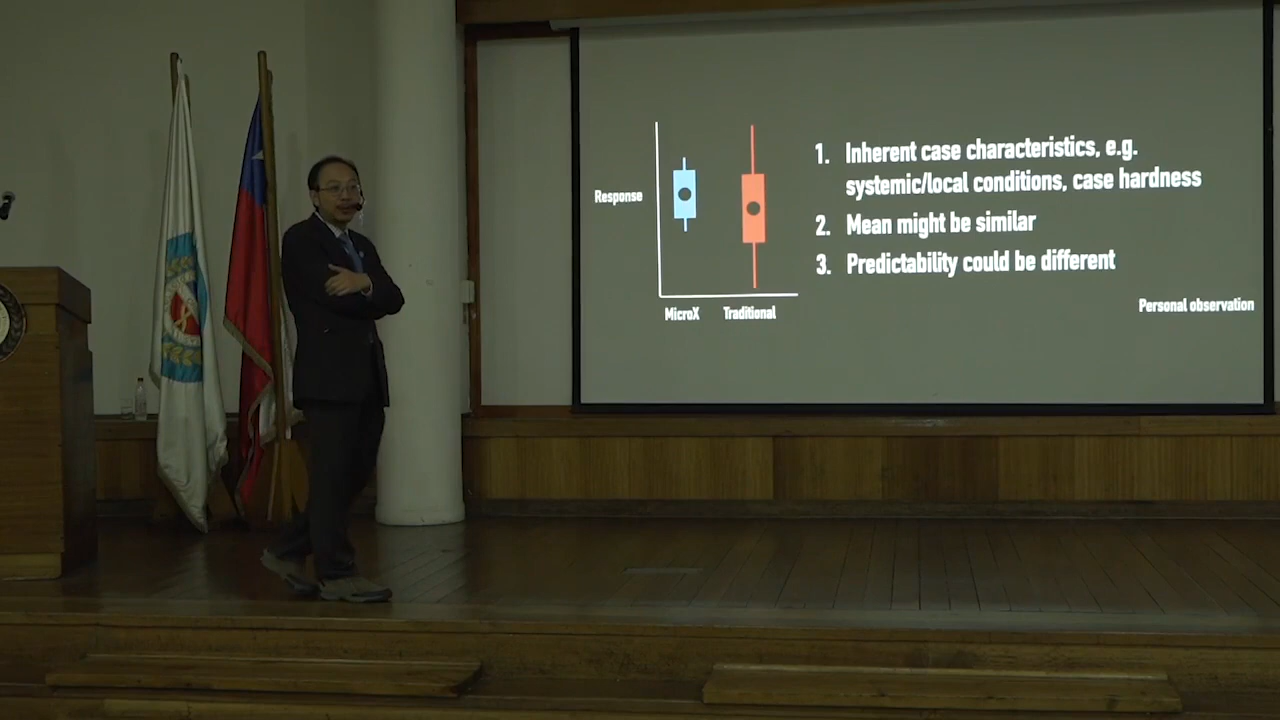 Response
MicroX
Traditional
1. Inherent case characteristics, e.g.
systemic/local conditions, case hardness
2. Mean might be similar
3. Predictability could be different
Personal observation